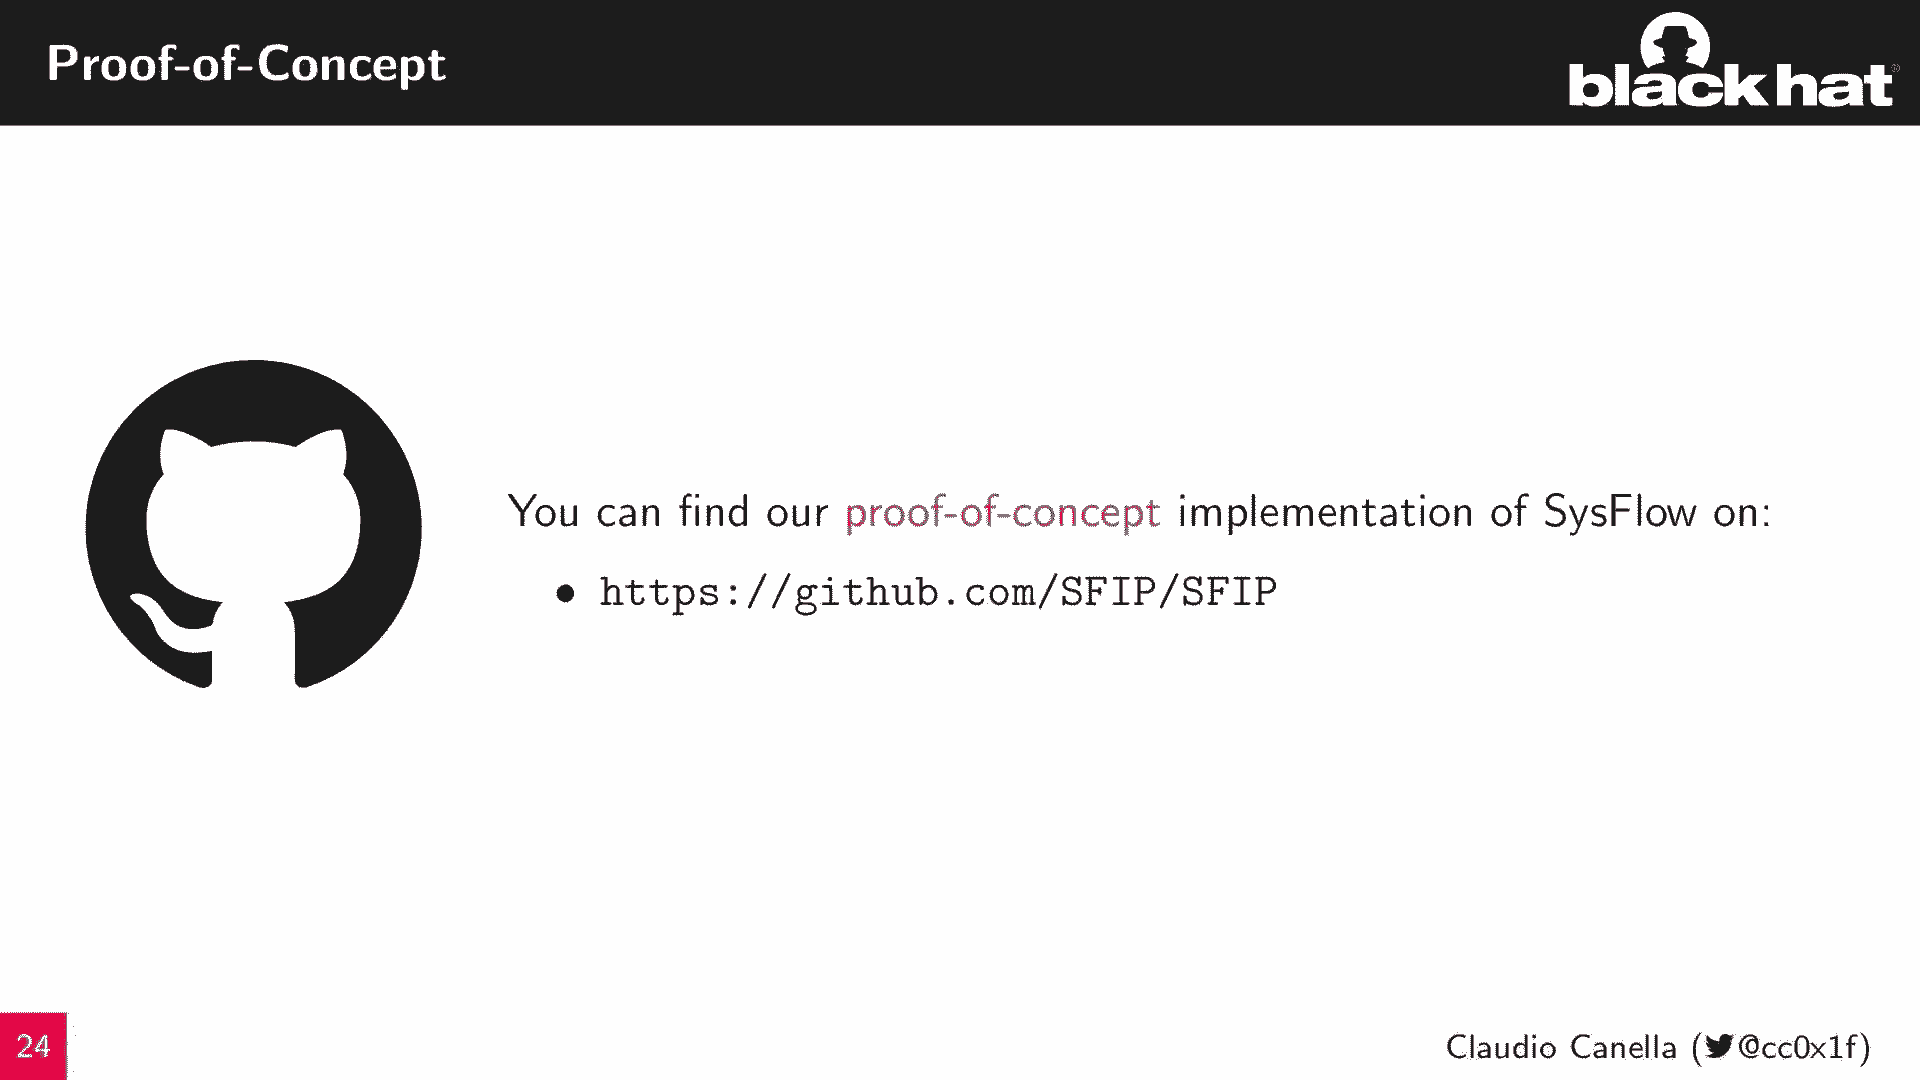 Proof-of-Concept
black hat®
You can find our proof-of-concept implementation of SysFlow on:
• https://github.com/SFIP/SFIP
24
Claudio Canella (@cc0x1f)